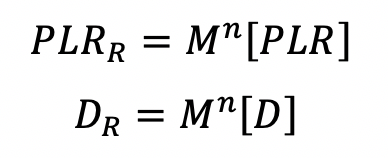 PLR_R = M^n[PLR]
D_R = M^n[D]